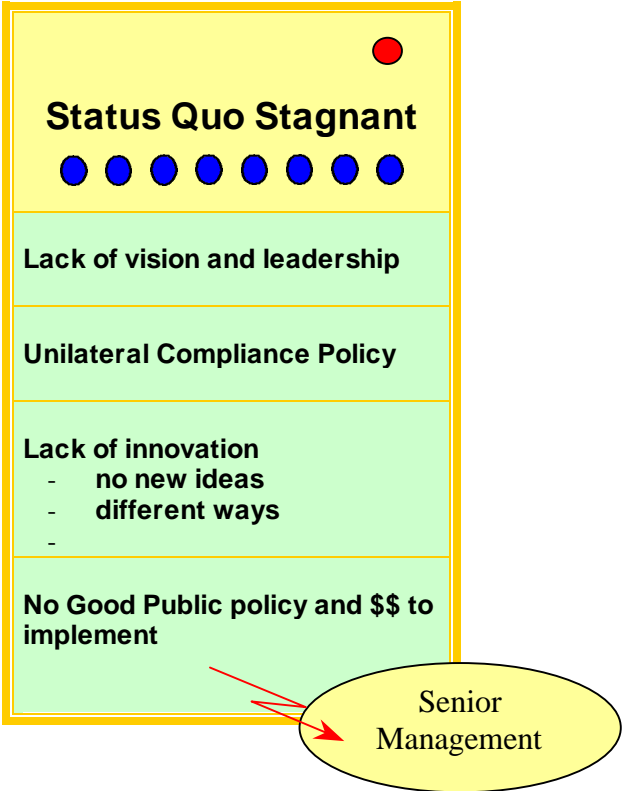 Status Quo Stagnant
Lack of vision and leadership
Unilateral Compliance Policy
Lack of innovation
- no new ideas
- different ways
-
No Good Public policy and $$ to
implement
Senior
Management